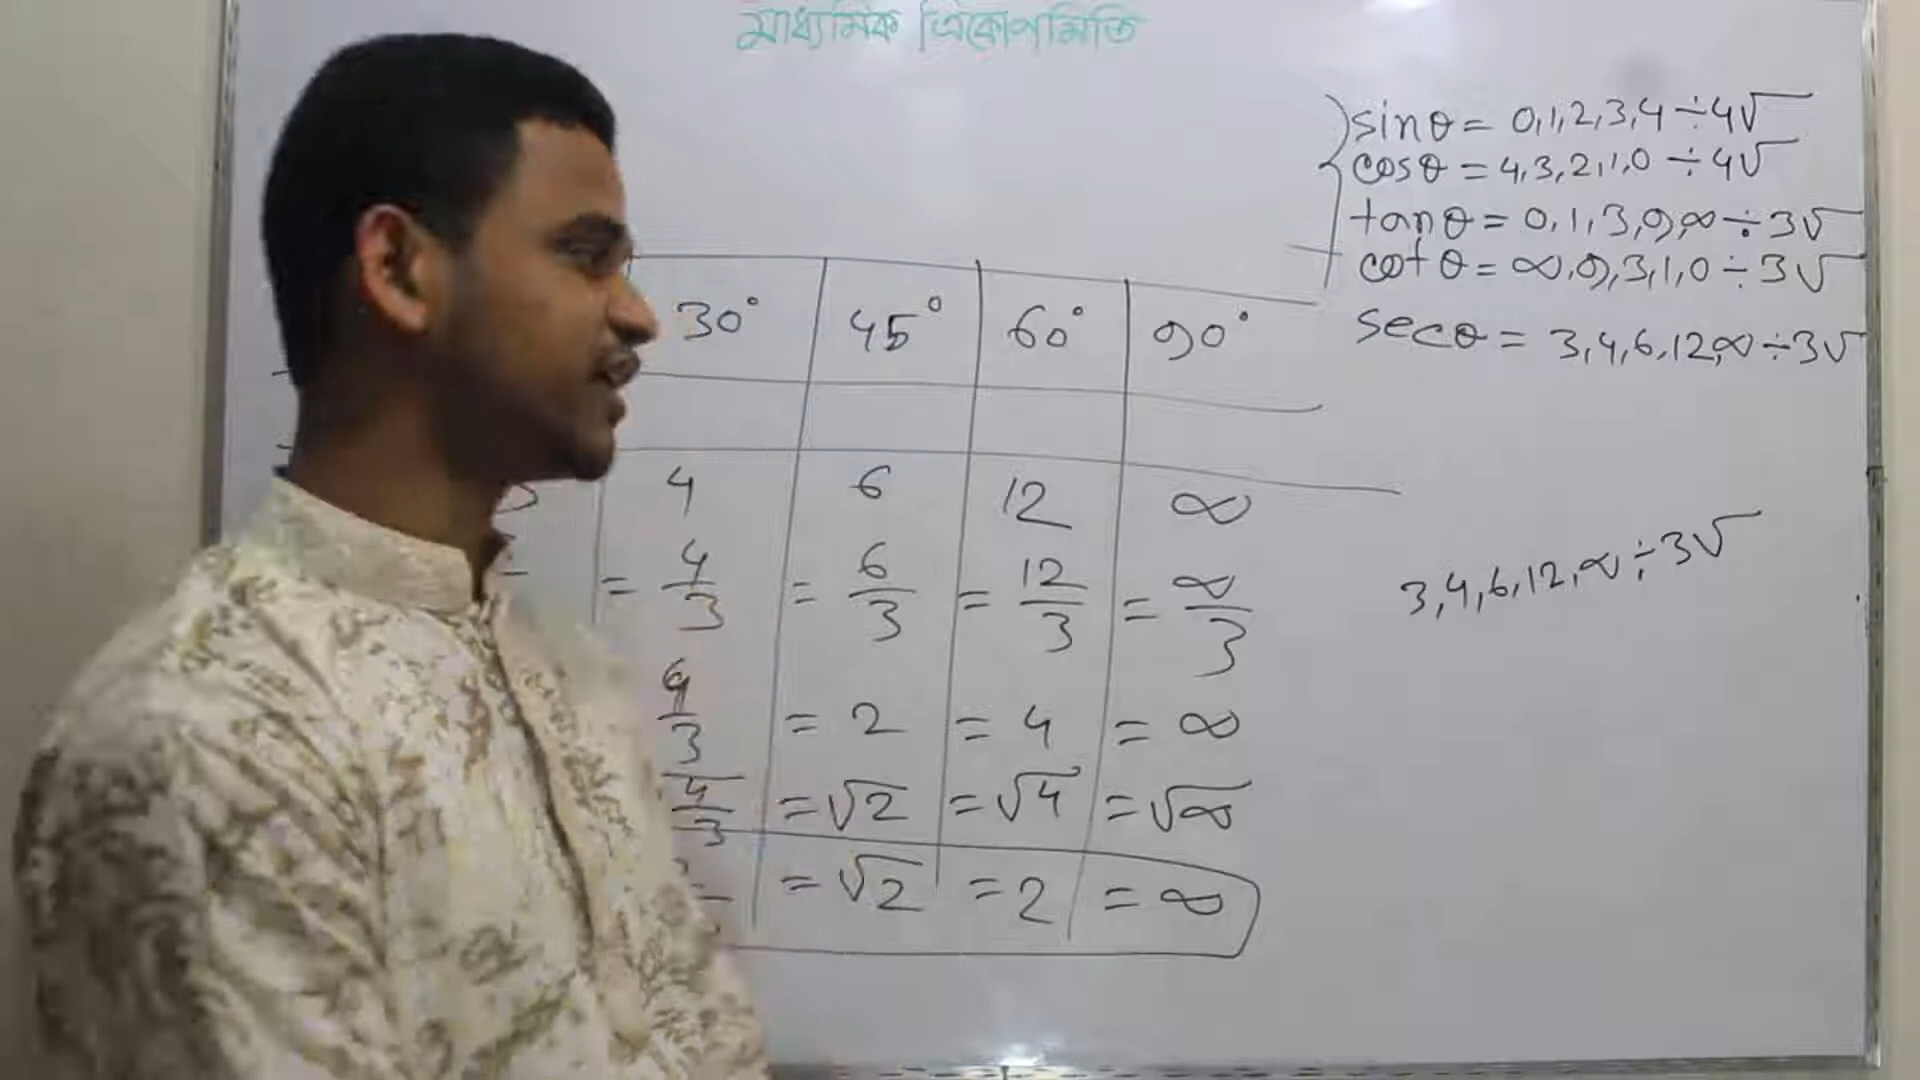 মাধ্যমিক ত্রিকোণমিতি
sinθ = 0,1,2,3,4 ÷ 4√
cosθ = 4,3,2,1,0 ÷ 4√
tanθ = 0,1,3,9,∞ ÷ 3√
cotθ = ∞,9,3,1,0 ÷ 3√
secθ = 3,4,6,12,∞ ÷ 3√
30° 45° 60° 90°
4 6 12 ∞
= 4/3 = 6/3 = 12/3 = ∞/3
3,4,6,12,∞ ÷ 3√
4/3 = 2 = 4 = ∞
4/3 = √2 = √4 = √∞
= √2 = 2 = ∞